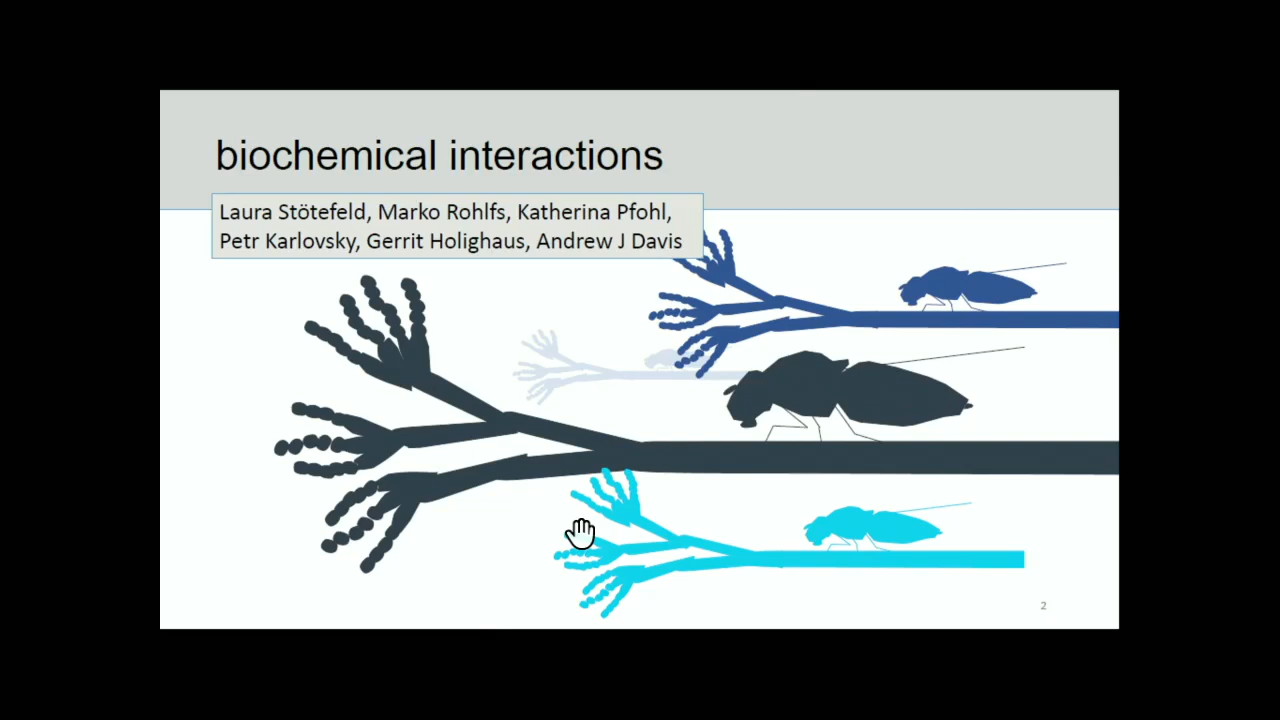 biochemical interactions
Laura Stötefeld, Marko Rohlfs, Katherina Pfohl,
Petr Karlovsky, Gerrit Holighaus, Andrew J Davis
2